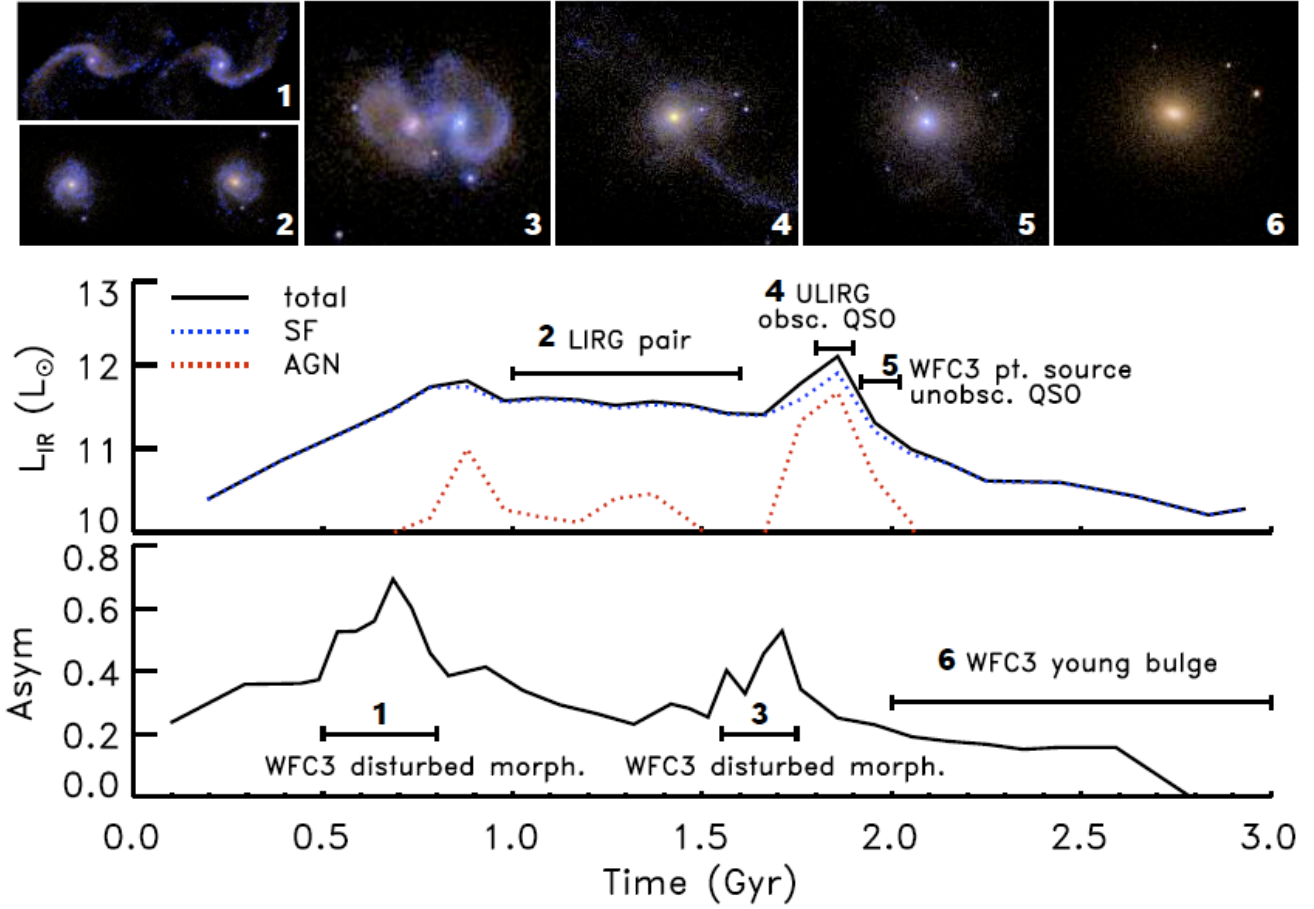 1
2
3
4
5
6
13
12
11
10
L_IR (L_⊙)
total
SF
AGN
2 LIRG pair
4 ULIRG
obsc. QSO
5 WFC3 pt. source
unobsc. QSO
0.8
0.6
0.4
0.2
0.0
Asym
1
WFC3 disturbed morph.
3
WFC3 disturbed morph.
6 WFC3 young bulge
0.0 0.5 1.0 1.5 2.0 2.5 3.0
Time (Gyr)